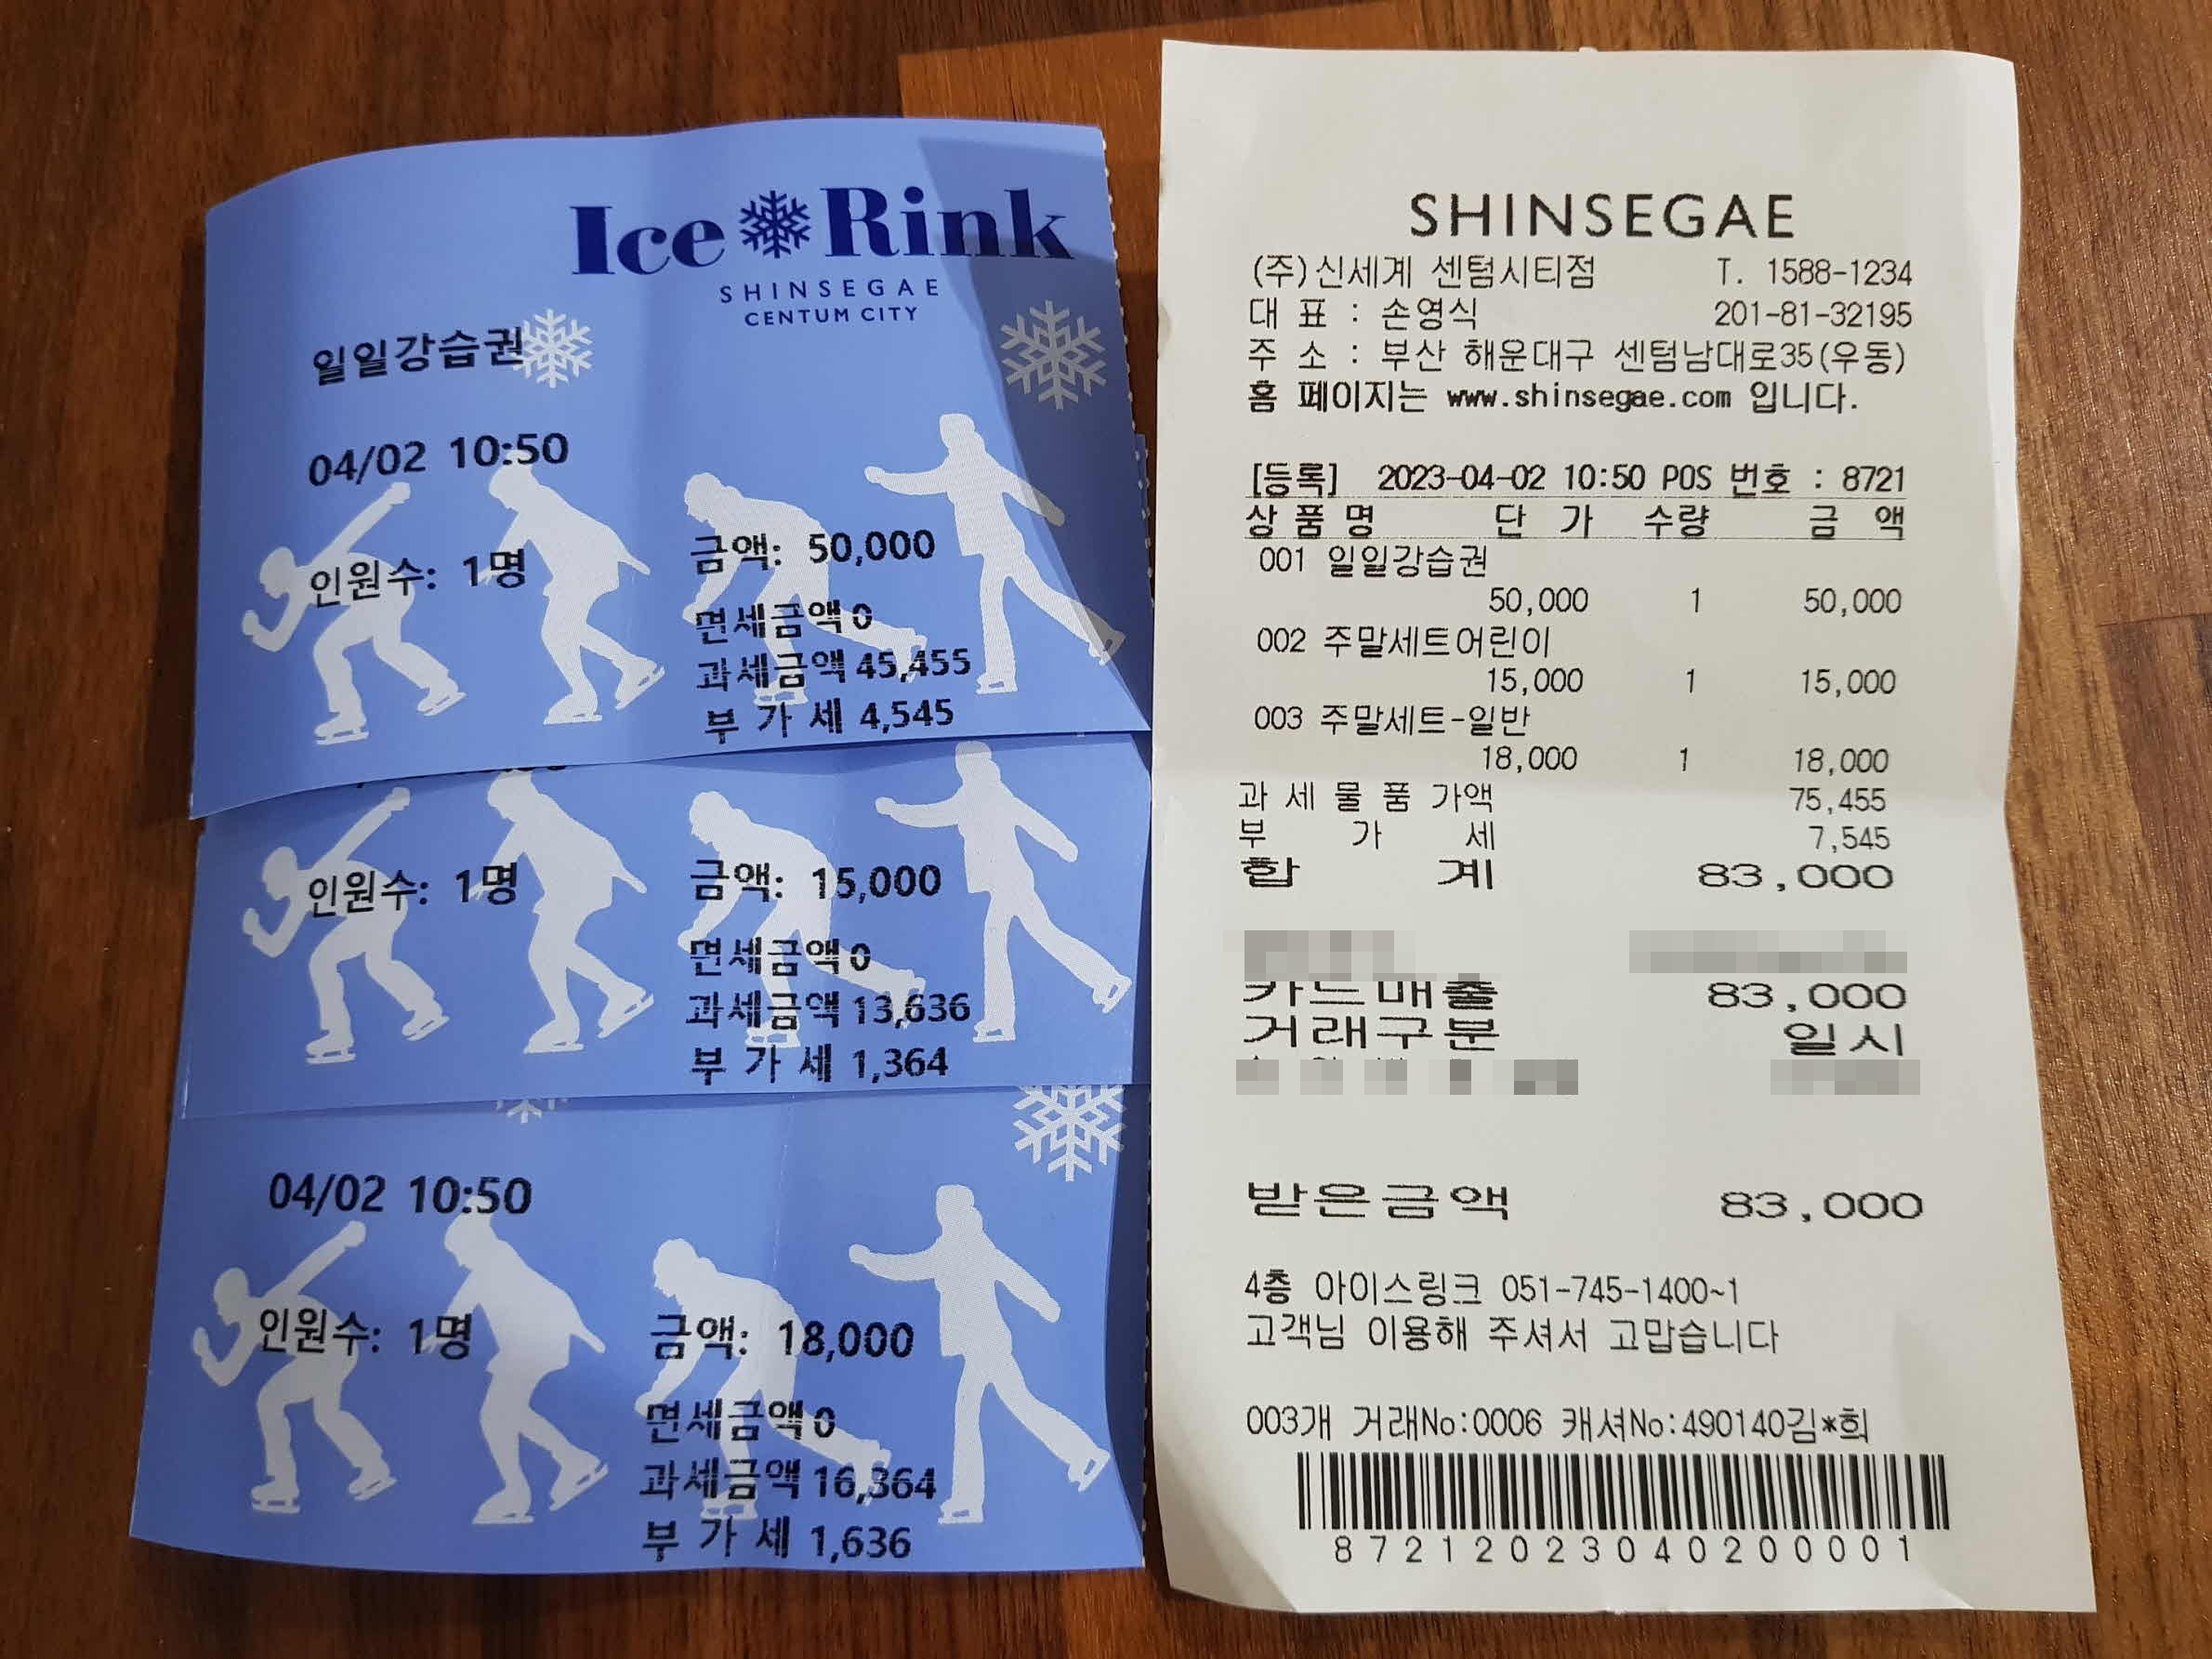 Ice Rink
SHINSEGAE
CENTUM CITY
일일강습권
04/02 10:50
인원수: 1명 금액: 50,000
면세금액 0
과세금액 45,455
부 가 세 4,545
인원수: 1명 금액: 15,000
면세금액 0
과세금액 13,636
부 가 세 1,364
04/02 10:50
인원수: 1명 금액: 18,000
면세금액 0
과세금액 16,364
부 가 세 1,636
SHINSEGAE
(주)신세계 센텀시티점 T. 1588-1234
대 표 : 손영식 201-81-32195
주 소 : 부산 해운대구 센텀남대로35(우동)
홈 페이지는 www.shinsegae.com 입니다.
[등록] 2023-04-02 10:50 POS 번호 : 8721
상 품 명 단 가 수량 금 액
001 일일강습권
50,000 1 50,000
002 주말세트어린이
15,000 1 15,000
003 주말세트-일반
18,000 1 18,000
과 세 물 품 가액 75,455
부 가 세 7,545
합 계 83,000
카드매출 83,000
거래구분 일시
받은금액 83,000
4층 아이스링크 051-745-1400~1
고객님 이용해 주셔서 고맙습니다
003개 거래No:0006 캐셔No:490140김*희
87212023040200001